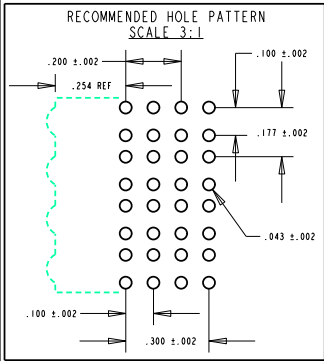 RECOMMENDED HOLE PATTERN
SCALE 3:1
.200 ±.002
.100 ±.002
.254 REF
.177 ±.002
.043 ±.002
.100 ±.002
.300 ±.002